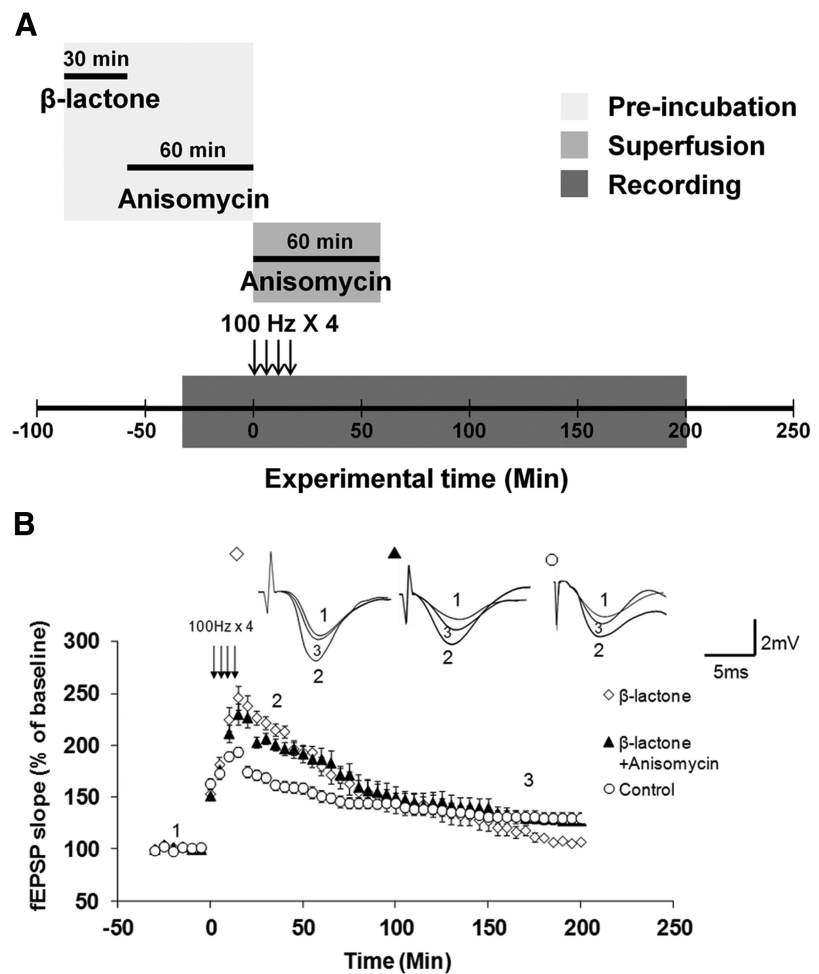 A
30 min
β-lactone
60 min
Anisomycin
Pre-incubation
Superfusion
Recording
60 min
Anisomycin
100 Hz X 4
-100 -50 0 50 100 150 200 250
Experimental time (Min)
B
1 3 2
1 3 2
1 3 2
2mV
5ms
100Hz x 4
fEPSP slope (% of baseline)
300
250
200
150
100
50
1
2
3
β-lactone
β-lactone
+Anisomycin
Control
-50 0 50 100 150 200 250
Time (Min)